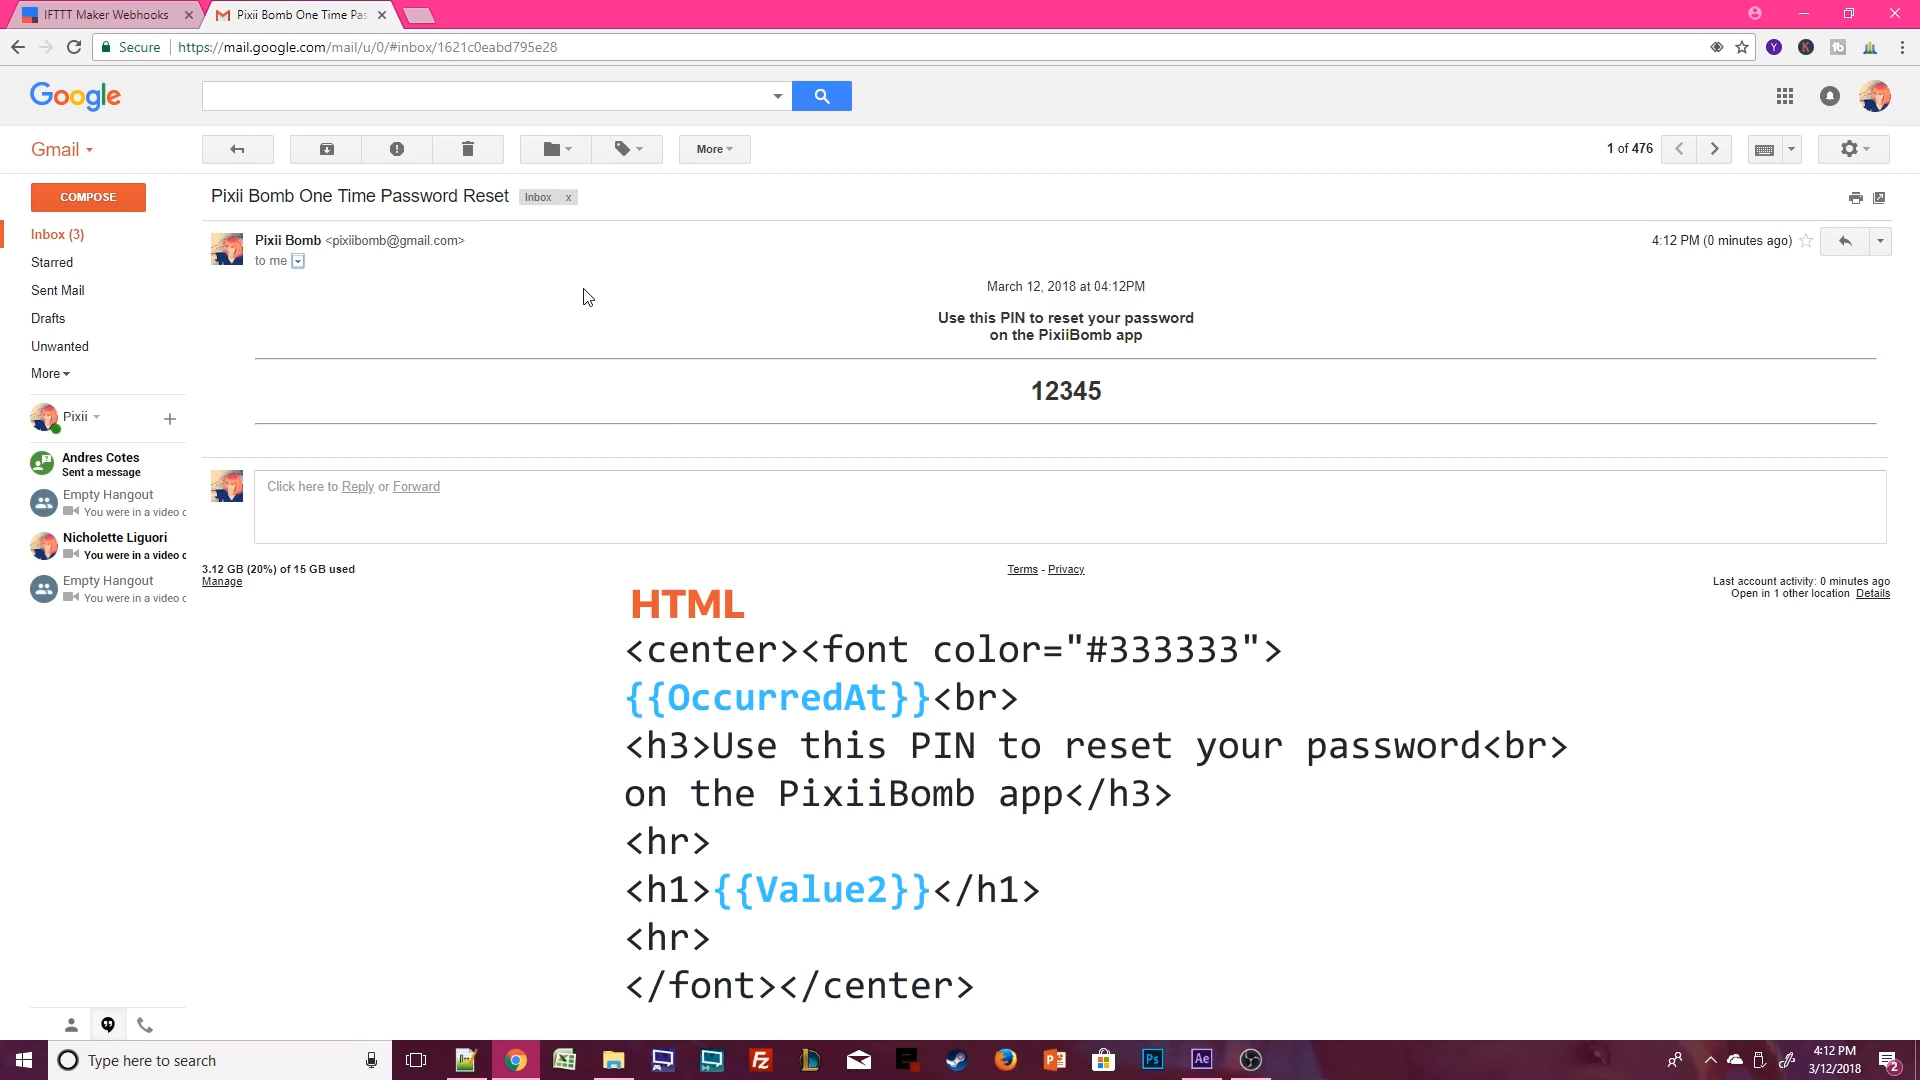 IFTTT Maker Webhooks
Pixii Bomb One Time Pas
Secure
https://mail.google.com/mail/u/0/#inbox/1621c0eabd795e28
Google
Gmail
More
1 of 476
COMPOSE
Pixii Bomb One Time Password Reset
Inbox x
Inbox (3)
Starred
Sent Mail
Drafts
Unwanted
More
Pixii Bomb <pixiibomb@gmail.com>
4:12 PM (0 minutes ago)
to me
March 12, 2018 at 04:12PM
Use this PIN to reset your password
on the PixiiBomb app
12345
Pixii
Andres Cotes
Sent a message
Empty Hangout
You were in a video c
Nicholette Liguori
You were in a video c
Empty Hangout
You were in a video c
Click here to Reply or Forward
3.12 GB (20%) of 15 GB used
Manage
Terms - Privacy
Last account activity: 0 minutes ago
Open in 1 other location Details
HTML
<center><font color="#333333">
{{OccurredAt}}<br>
<h3>Use this PIN to reset your password<br>
on the PixiiBomb app</h3>
<hr>
<h1>{{Value2}}</h1>
<hr>
</font></center>
Type here to search
4:12 PM
3/12/2018
2